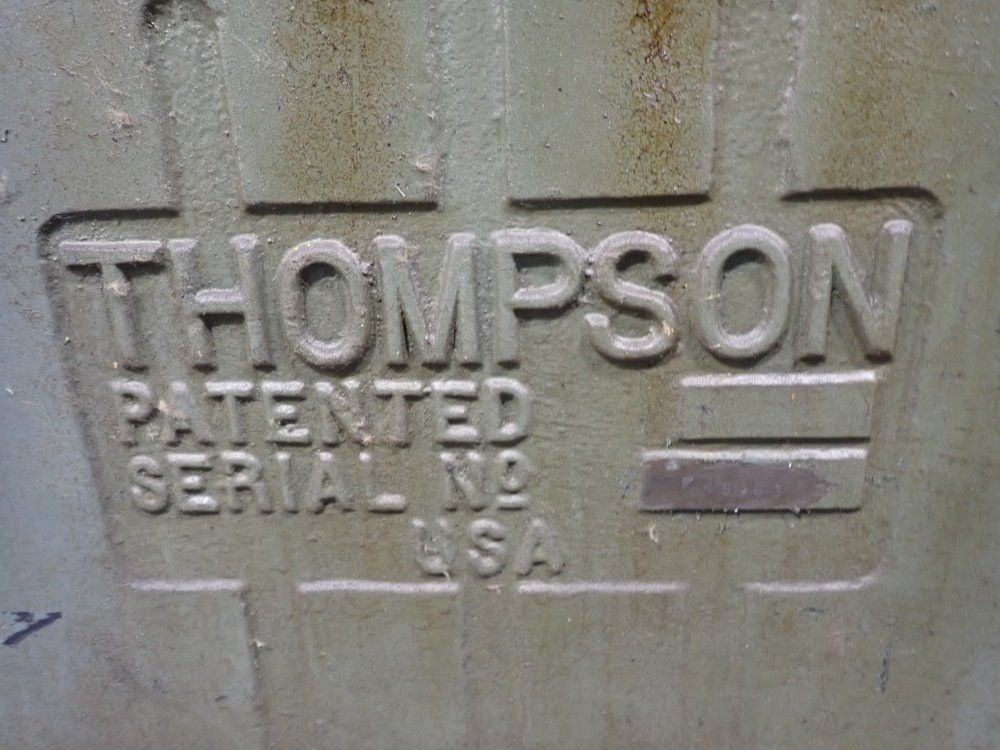 THOMPSON
PATENTED
SERIAL Nº
USA